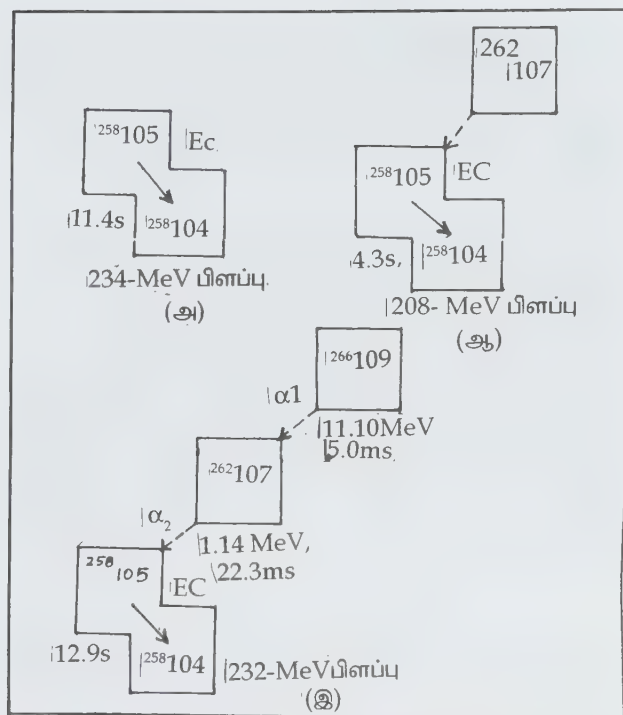 262
107
²⁵⁸105
Ec
²⁵⁸105
EC
11.4s
²⁵⁸104
4.3s,
²⁵⁸104
234-MeV பிளப்பு
(அ)
208- MeV பிளப்பு
(ஆ)
²⁶⁶109
α1
11.10MeV
5.0ms
²⁶²107
α₂
1.14 MeV,
22.3ms
²⁵⁸105
EC
12.9s
²⁵⁸104
232-MeVபிளப்பு
(இ)